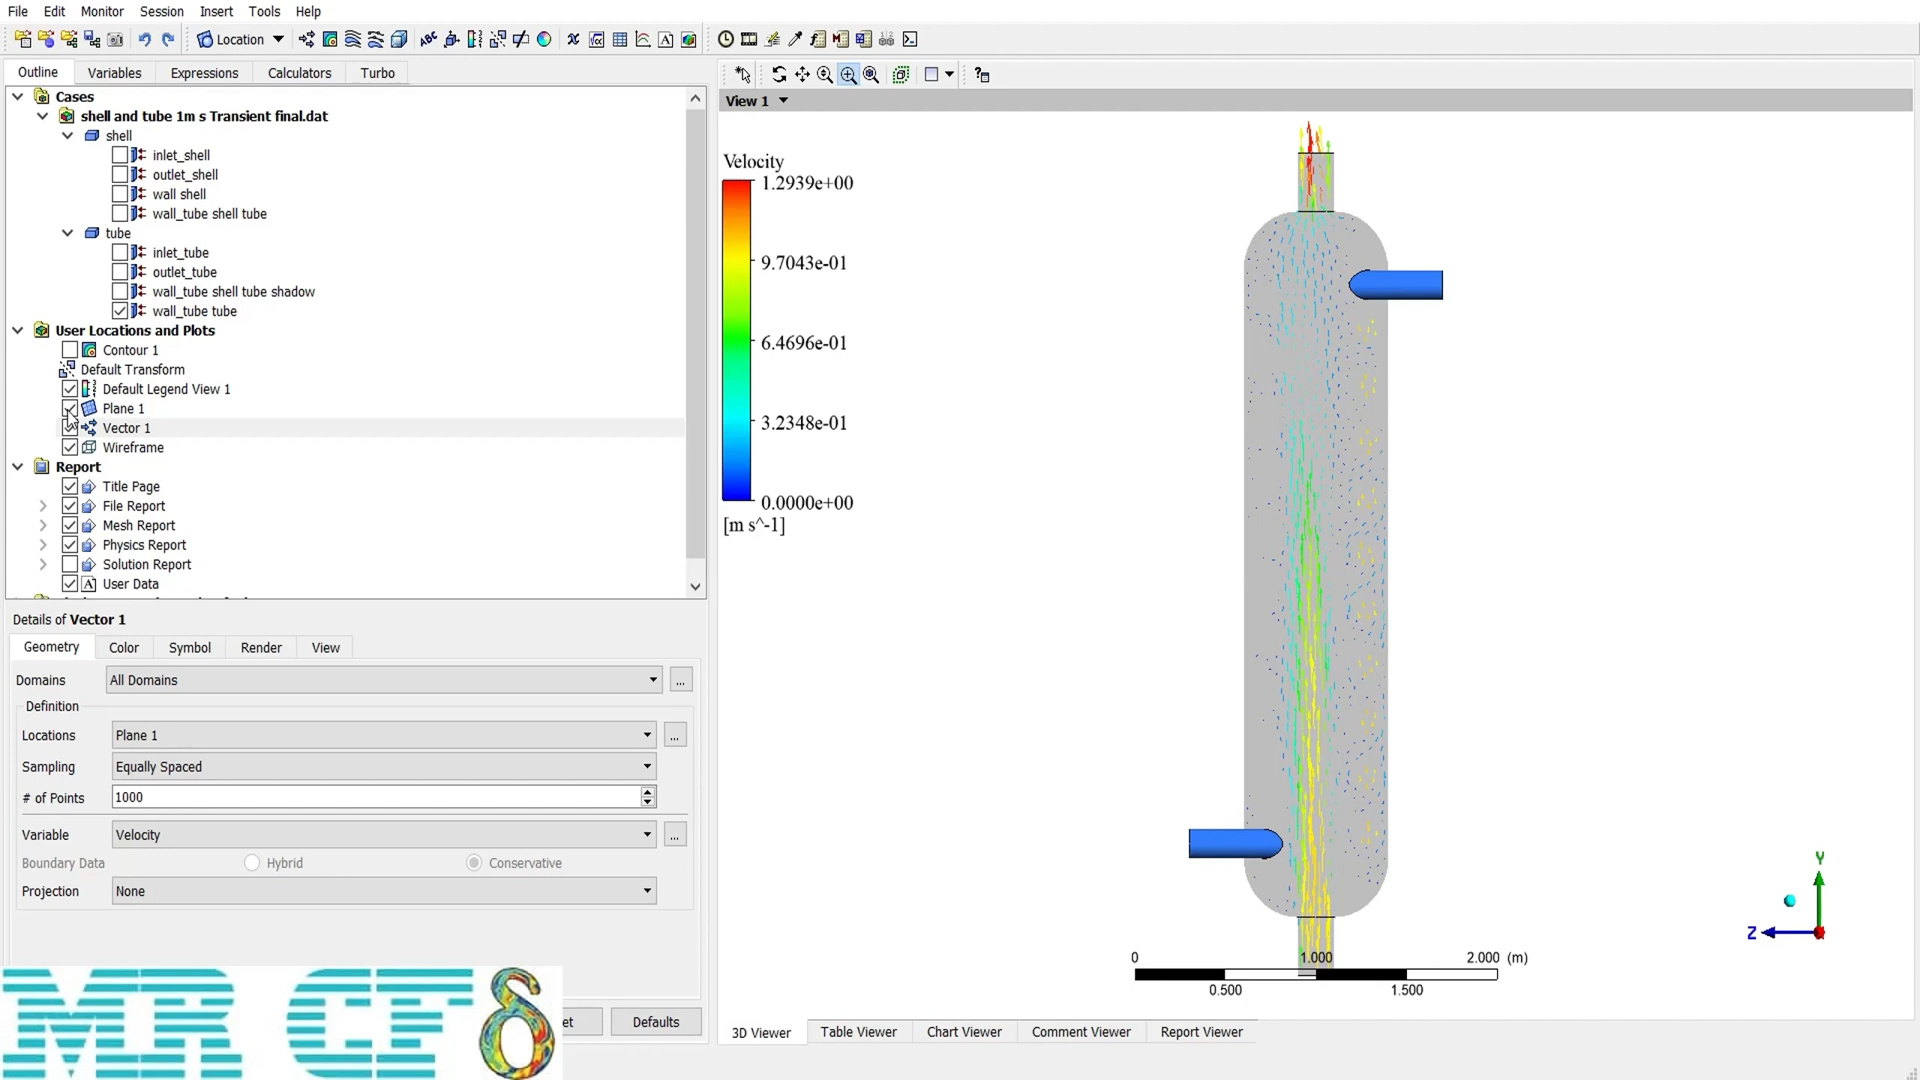 File Edit Monitor Session Insert Tools Help
Location
Outline Variables Expressions Calculators Turbo
Cases
shell and tube 1m s Transient final.dat
shell
inlet_shell
outlet_shell
wall shell
wall_tube shell tube
tube
inlet_tube
outlet_tube
wall_tube shell tube shadow
wall_tube tube
User Locations and Plots
Contour 1
Default Transform
Default Legend View 1
Plane 1
Vector 1
Wireframe
Report
Title Page
File Report
Mesh Report
Physics Report
Solution Report
User Data
Details of Vector 1
Geometry Color Symbol Render View
Domains All Domains ...
Definition
Locations Plane 1 ...
Sampling Equally Spaced
# of Points 1000
Variable Velocity ...
Boundary Data Hybrid Conservative
Projection None
et Defaults
MR CFδ
View 1
Velocity
1.2939e+00
9.7043e-01
6.4696e-01
3.2348e-01
0.0000e+00
[m s^-1]
Y
Z
0 1.000 2.000 (m)
0.500 1.500
3D Viewer Table Viewer Chart Viewer Comment Viewer Report Viewer